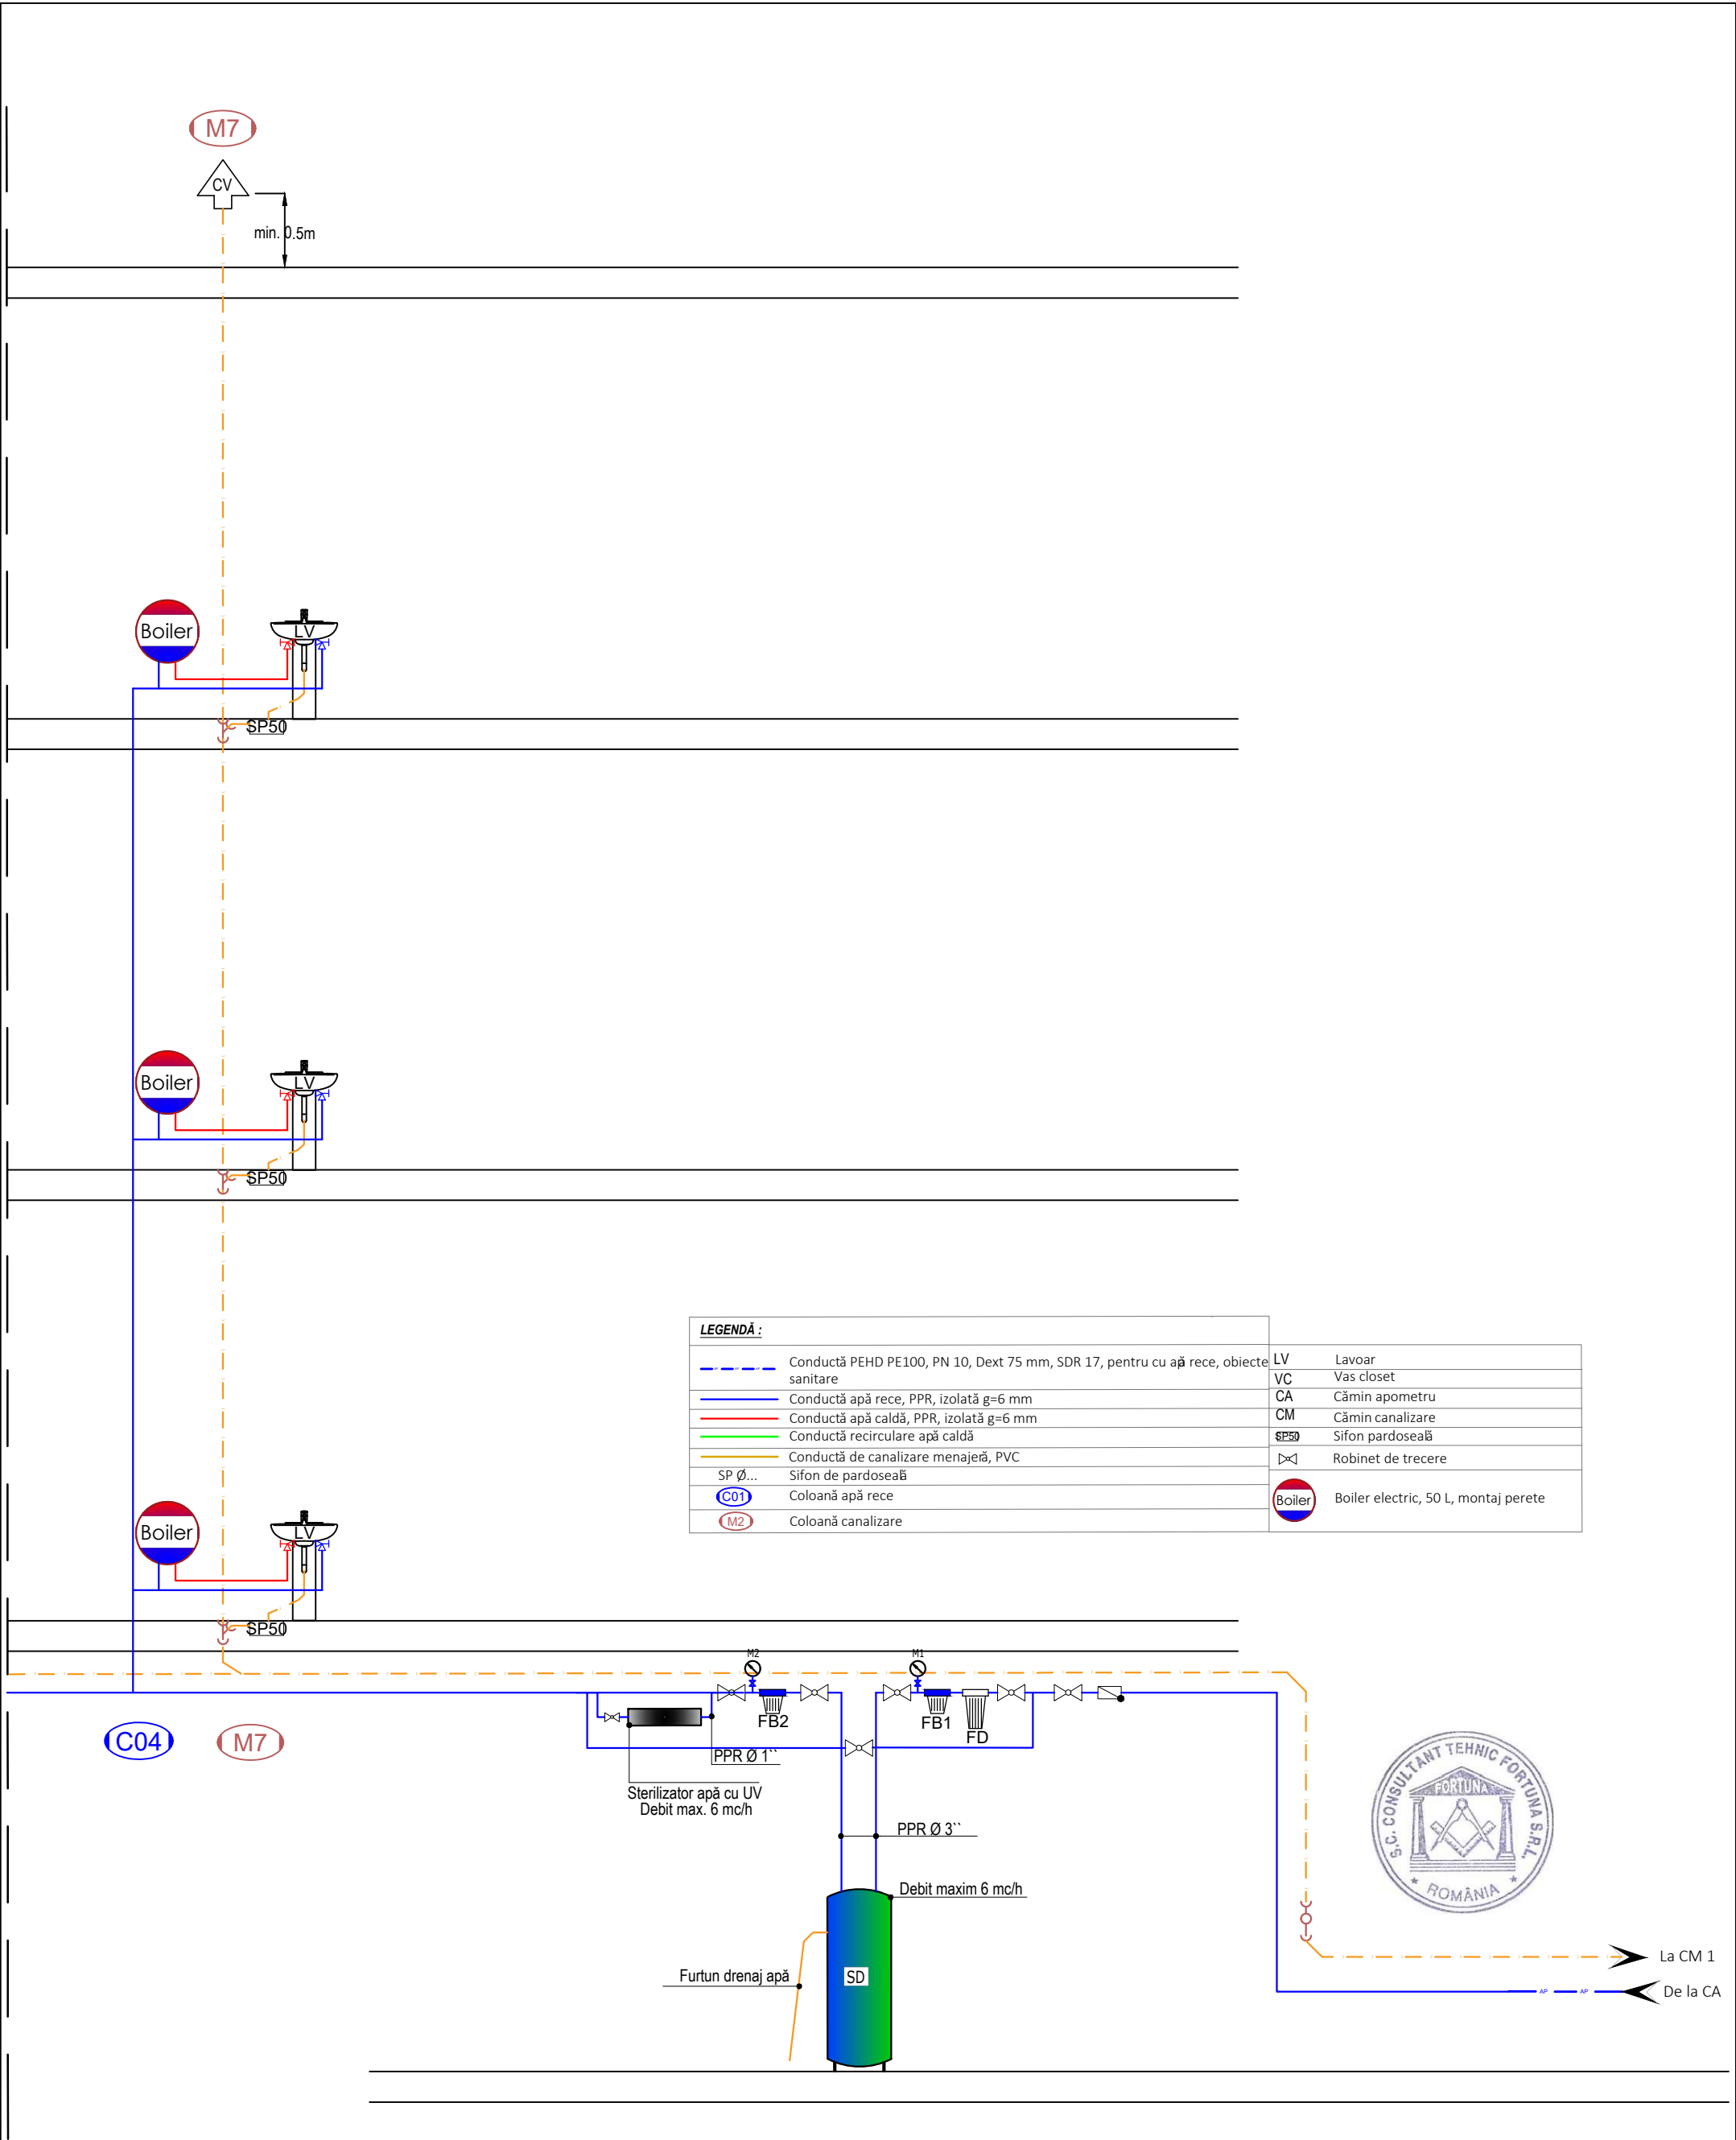 M7
CV
min. 0.5m
Boiler
LV
SP50
Boiler
LV
SP50
LEGENDĂ :
Conductă PEHD PE100, PN 10, Dext 75 mm, SDR 17, pentru cu apă rece, obiecte
sanitare
Conductă apă rece, PPR, izolată g=6 mm
Conductă apă caldă, PPR, izolată g=6 mm
Conductă recirculare apă caldă
Conductă de canalizare menajeră, PVC
SP Ø... Sifon de pardoseală
C01 Coloană apă rece
M2 Coloană canalizare
LV Lavoar
VC Vas closet
CA Cămin apometru
CM Cămin canalizare
SP50 Sifon pardoseală
Robinet de trecere
Boiler Boiler electric, 50 L, montaj perete
Boiler
LV
SP50
M2
M1
FB2
FB1
FD
C04
M7
PPR Ø 1``
Sterilizator apă cu UV
Debit max. 6 mc/h
PPR Ø 3``
Debit maxim 6 mc/h
Furtun drenaj apă
SD
S.C. CONSULTANT TEHNIC FORTUNA S.R.L.
FORTUNA
* ROMÂNIA *
La CM 1
AP AP
De la CA